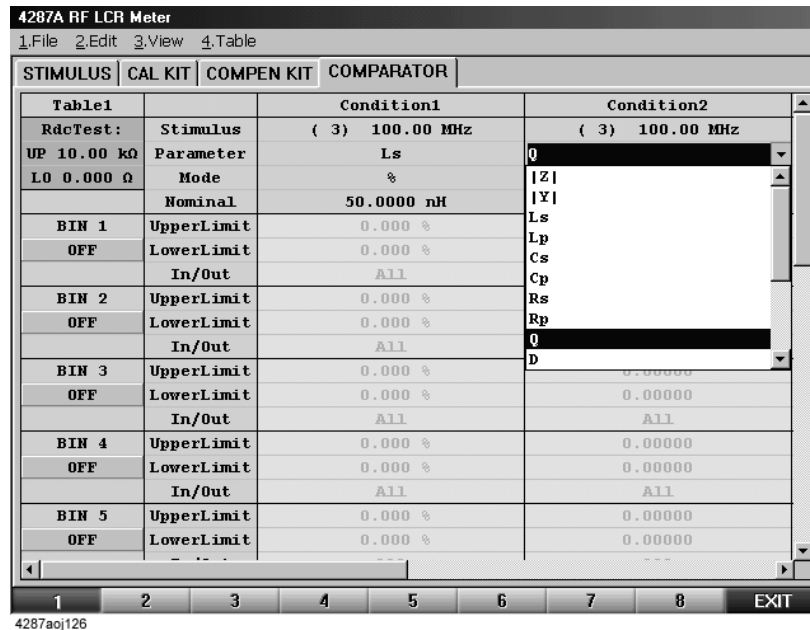 4287A RF LCR Meter
1.File 2.Edit 3.View 4.Table
STIMULUS CAL KIT COMPEN KIT COMPARATOR
Table1 Condition1 Condition2
RdcTest: Stimulus ( 3) 100.00 MHz ( 3) 100.00 MHz
UP 10.00 kΩ Parameter Ls Q
LO 0.000 Ω Mode %
Nominal 50.0000 nH
|Z|
|Y|
Ls
Lp
Cs
Cp
Rs
Rp
Q
D
BIN 1 UpperLimit 0.000 %
OFF LowerLimit 0.000 %
In/Out All
BIN 2 UpperLimit 0.000 %
OFF LowerLimit 0.000 %
In/Out All
BIN 3 UpperLimit 0.000 %
OFF LowerLimit 0.000 % 0.00000
In/Out All All
BIN 4 UpperLimit 0.000 % 0.00000
OFF LowerLimit 0.000 % 0.00000
In/Out All All
BIN 5 UpperLimit 0.000 % 0.00000
OFF LowerLimit 0.000 % 0.00000
1 2 3 4 5 6 7 8 EXIT
4287aoj126